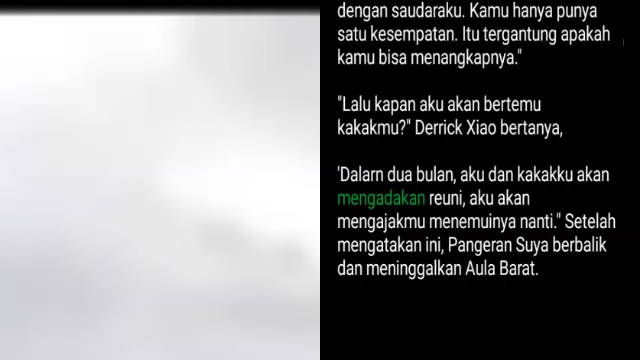 dengan saudaraku. Kamu hanya punya
satu kesempatan. Itu tergantung apakah
kamu bisa menangkapnya."
"Lalu kapan aku akan bertemu
kakakmu?" Derrick Xiao bertanya,
'Dalarn dua bulan, aku dan kakakku akan
mengadakan reuni, aku akan
mengajakmu menemuinya nanti." Setelah
mengatakan ini, Pangeran Suya berbalik
dan meninggalkan Aula Barat.